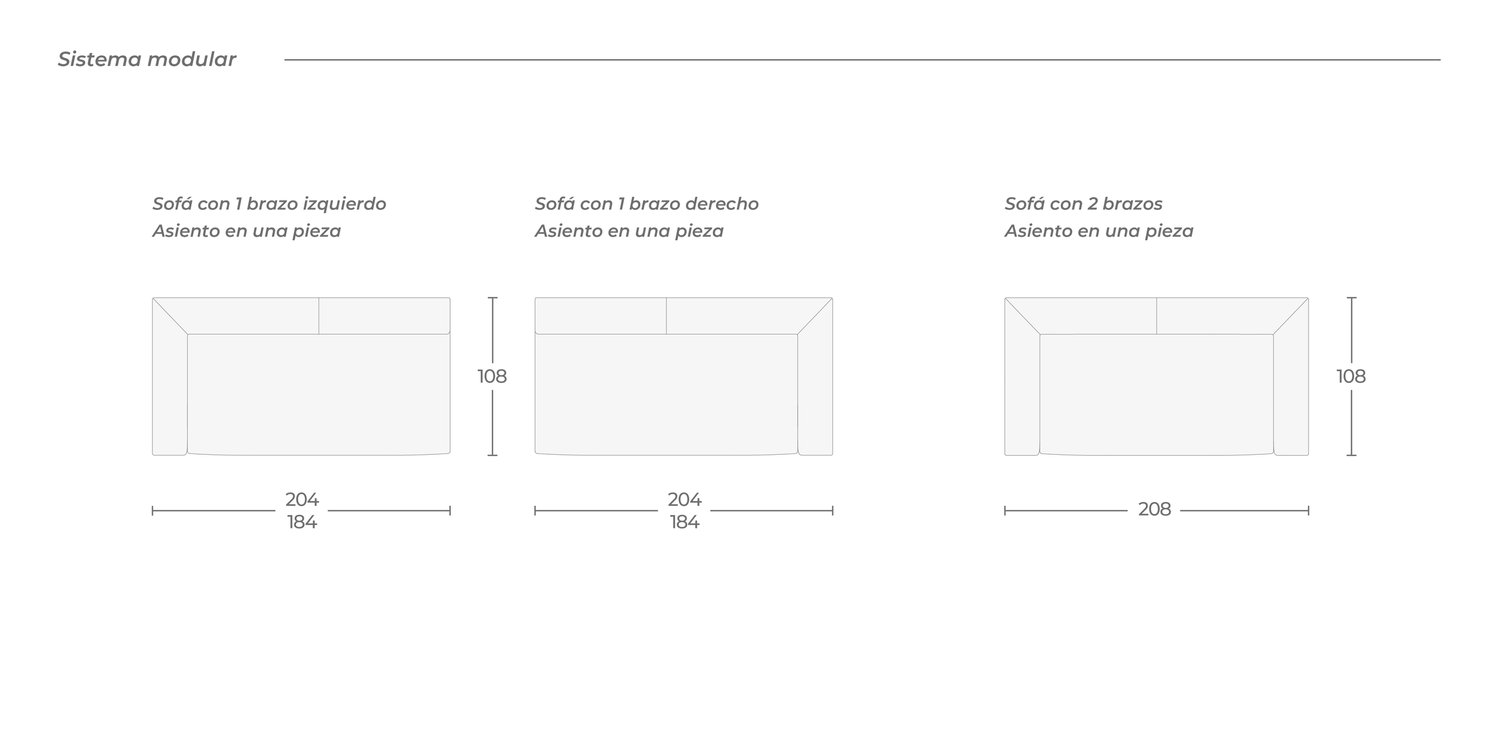 Sistema modular
Sofá con 1 brazo izquierdo
Asiento en una pieza
Sofá con 1 brazo derecho
Asiento en una pieza
Sofá con 2 brazos
Asiento en una pieza
108
108
204
184
204
184
208